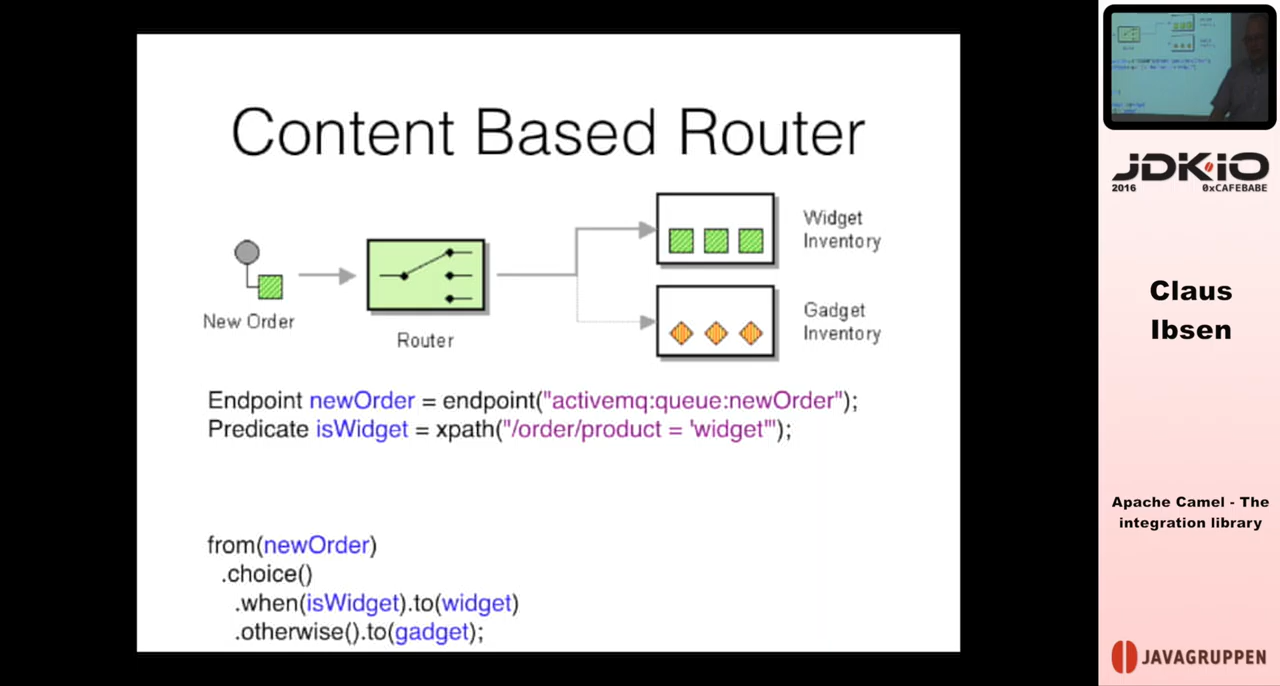 Content Based Router
New Order
Router
Widget
Inventory
Gadget
Inventory
Endpoint newOrder = endpoint("activemq:queue:newOrder");
Predicate isWidget = xpath("/order/product = 'widget'");
from(newOrder)
.choice()
.when(isWidget).to(widget)
.otherwise().to(gadget);
JDK.iO
2016 0xCAFEBABE
Claus
Ibsen
Apache Camel - The
integration library
JAVAGRUPPEN